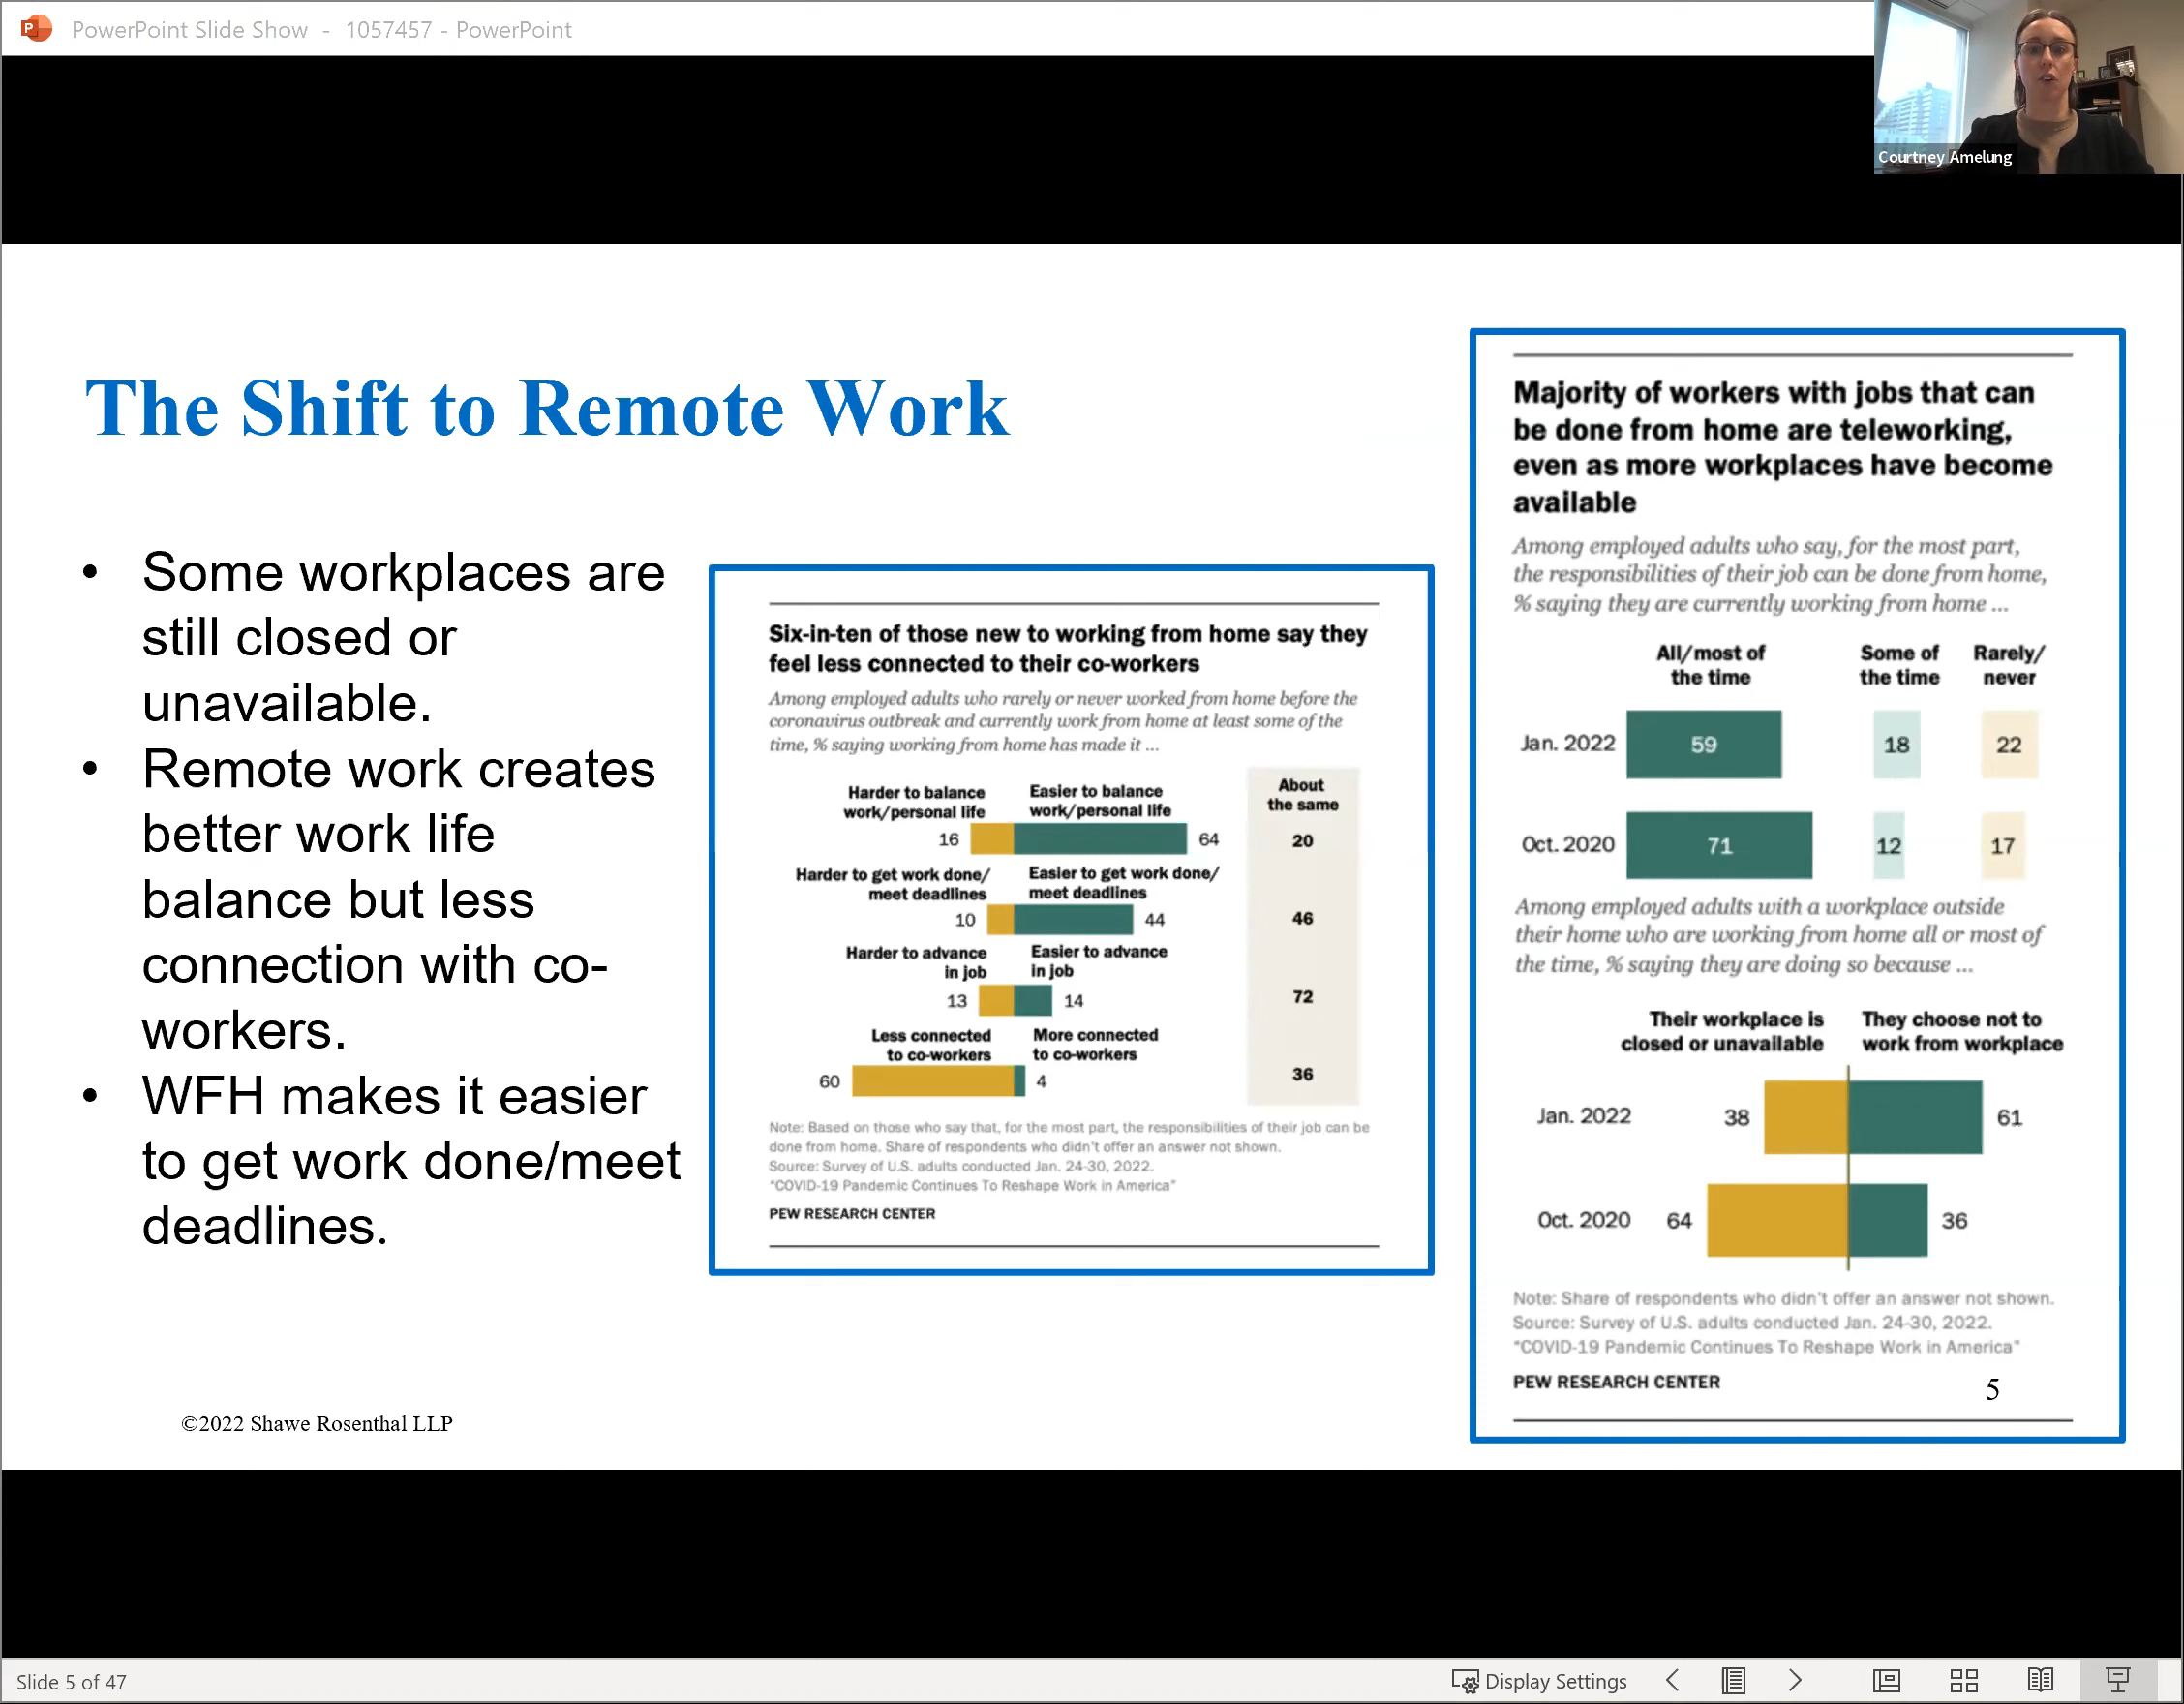 PowerPoint Slide Show - 1057457 - PowerPoint
Courtney Amelung
The Shift to Remote Work
• Some workplaces are
still closed or
unavailable.
• Remote work creates
better work life
balance but less
connection with co-
workers.
• WFH makes it easier
to get work done/meet
deadlines.
©2022 Shawe Rosenthal LLP
Six-in-ten of those new to working from home say they
feel less connected to their co-workers
Among employed adults who rarely or never worked from home before the
coronavirus outbreak and currently work from home at least some of the
time, % saying working from home has made it ...
About
the same
Harder to balance
work/personal life
Easier to balance
work/personal life
16 64 20
Harder to get work done/
meet deadlines
Easier to get work done/
meet deadlines
10 44 46
Harder to advance
in job
Easier to advance
in job
13 14 72
Less connected
to co-workers
More connected
to co-workers
60 4 36
Note: Based on those who say that, for the most part, the responsibilities of their job can be
done from home. Share of respondents who didn't offer an answer not shown.
Source: Survey of U.S. adults conducted Jan. 24-30, 2022.
"COVID-19 Pandemic Continues To Reshape Work in America"
PEW RESEARCH CENTER
Majority of workers with jobs that can
be done from home are teleworking,
even as more workplaces have become
available
Among employed adults who say, for the most part,
the responsibilities of their job can be done from home,
% saying they are currently working from home ...
All/most of
the time
Some of
the time
Rarely/
never
Jan. 2022 59 18 22
Oct. 2020 71 12 17
Among employed adults with a workplace outside
their home who are working from home all or most of
the time, % saying they are doing so because ...
Their workplace is
closed or unavailable
They choose not to
work from workplace
Jan. 2022 38 61
Oct. 2020 64 36
Note: Share of respondents who didn't offer an answer not shown.
Source: Survey of U.S. adults conducted Jan. 24-30, 2022.
"COVID-19 Pandemic Continues To Reshape Work in America"
PEW RESEARCH CENTER
5
Slide 5 of 47
Display Settings